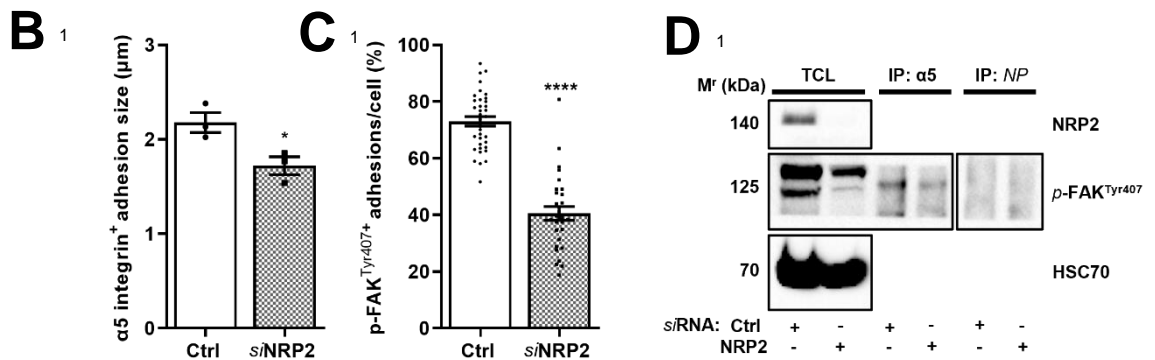 B 1
α5 integrin+ adhesion size (μm)
3
2
1
0
*
Ctrl siNRP2
C 1
p-FAKTyr407+ adhesions/cell (%)
100
80
60
40
20
0
****
Ctrl siNRP2
D 1
Mr (kDa) TCL IP: α5 IP: NP
140 NRP2
125 p-FAKTyr407
70 HSC70
siRNA: Ctrl + - + - + -
NRP2 - + - + - +